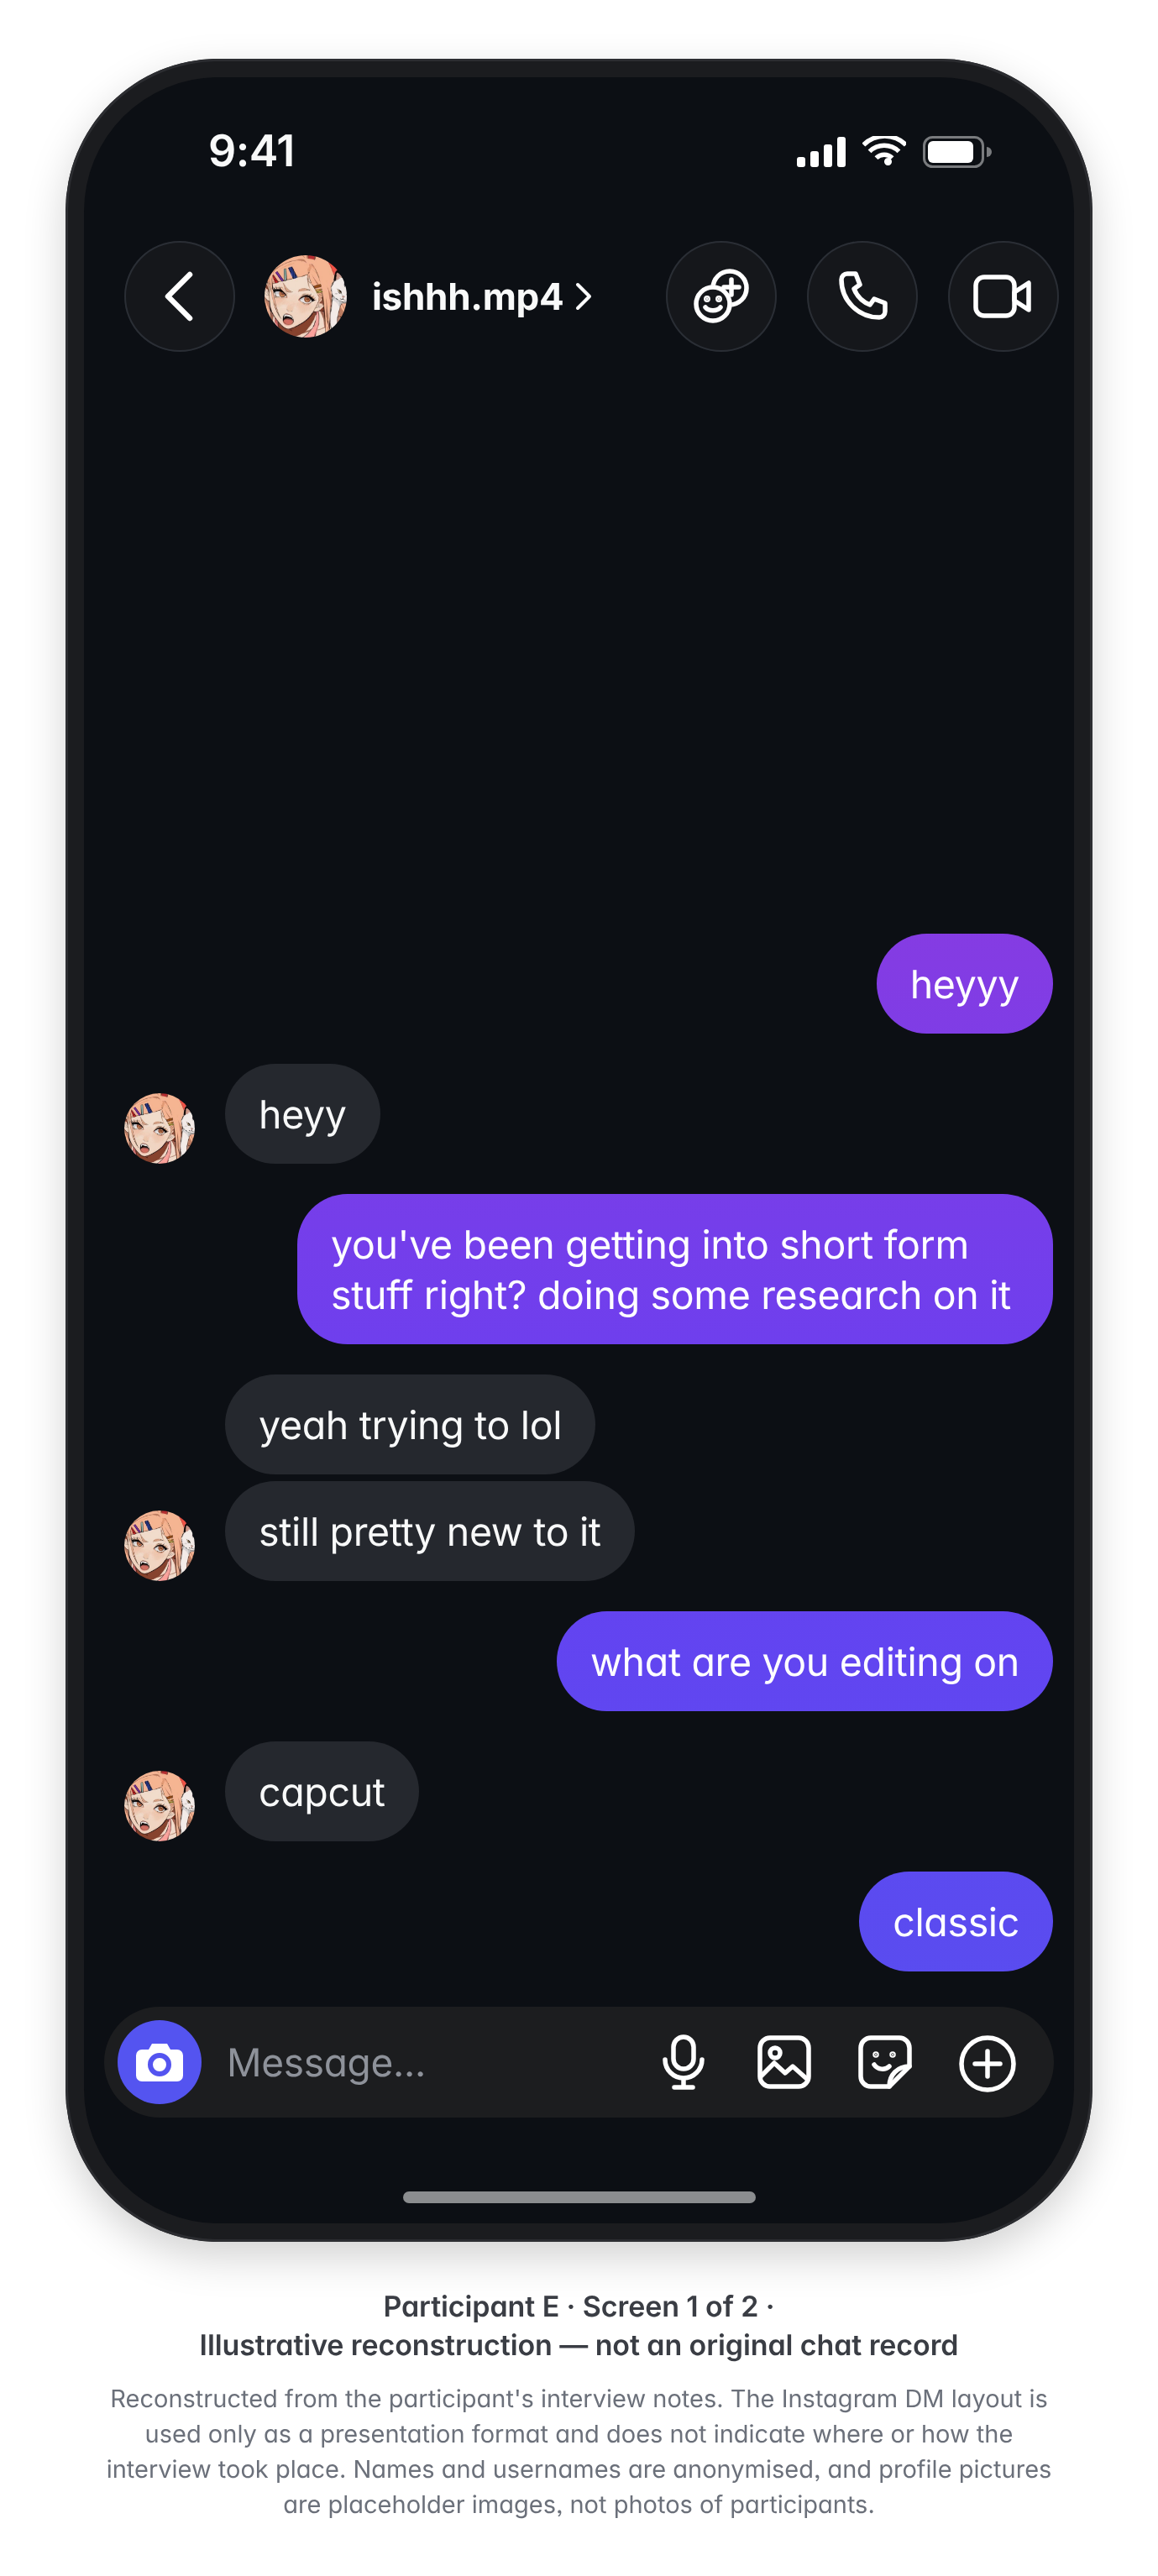 9:41
ishhh.mp4
heyyy
heyy
you've been getting into short form
stuff right? doing some research on it
yeah trying to lol
still pretty new to it
what are you editing on
capcut
classic
Message...
Participant E · Screen 1 of 2 ·
Illustrative reconstruction — not an original chat record
Reconstructed from the participant's interview notes. The Instagram DM layout is
used only as a presentation format and does not indicate where or how the
interview took place. Names and usernames are anonymised, and profile pictures
are placeholder images, not photos of participants.